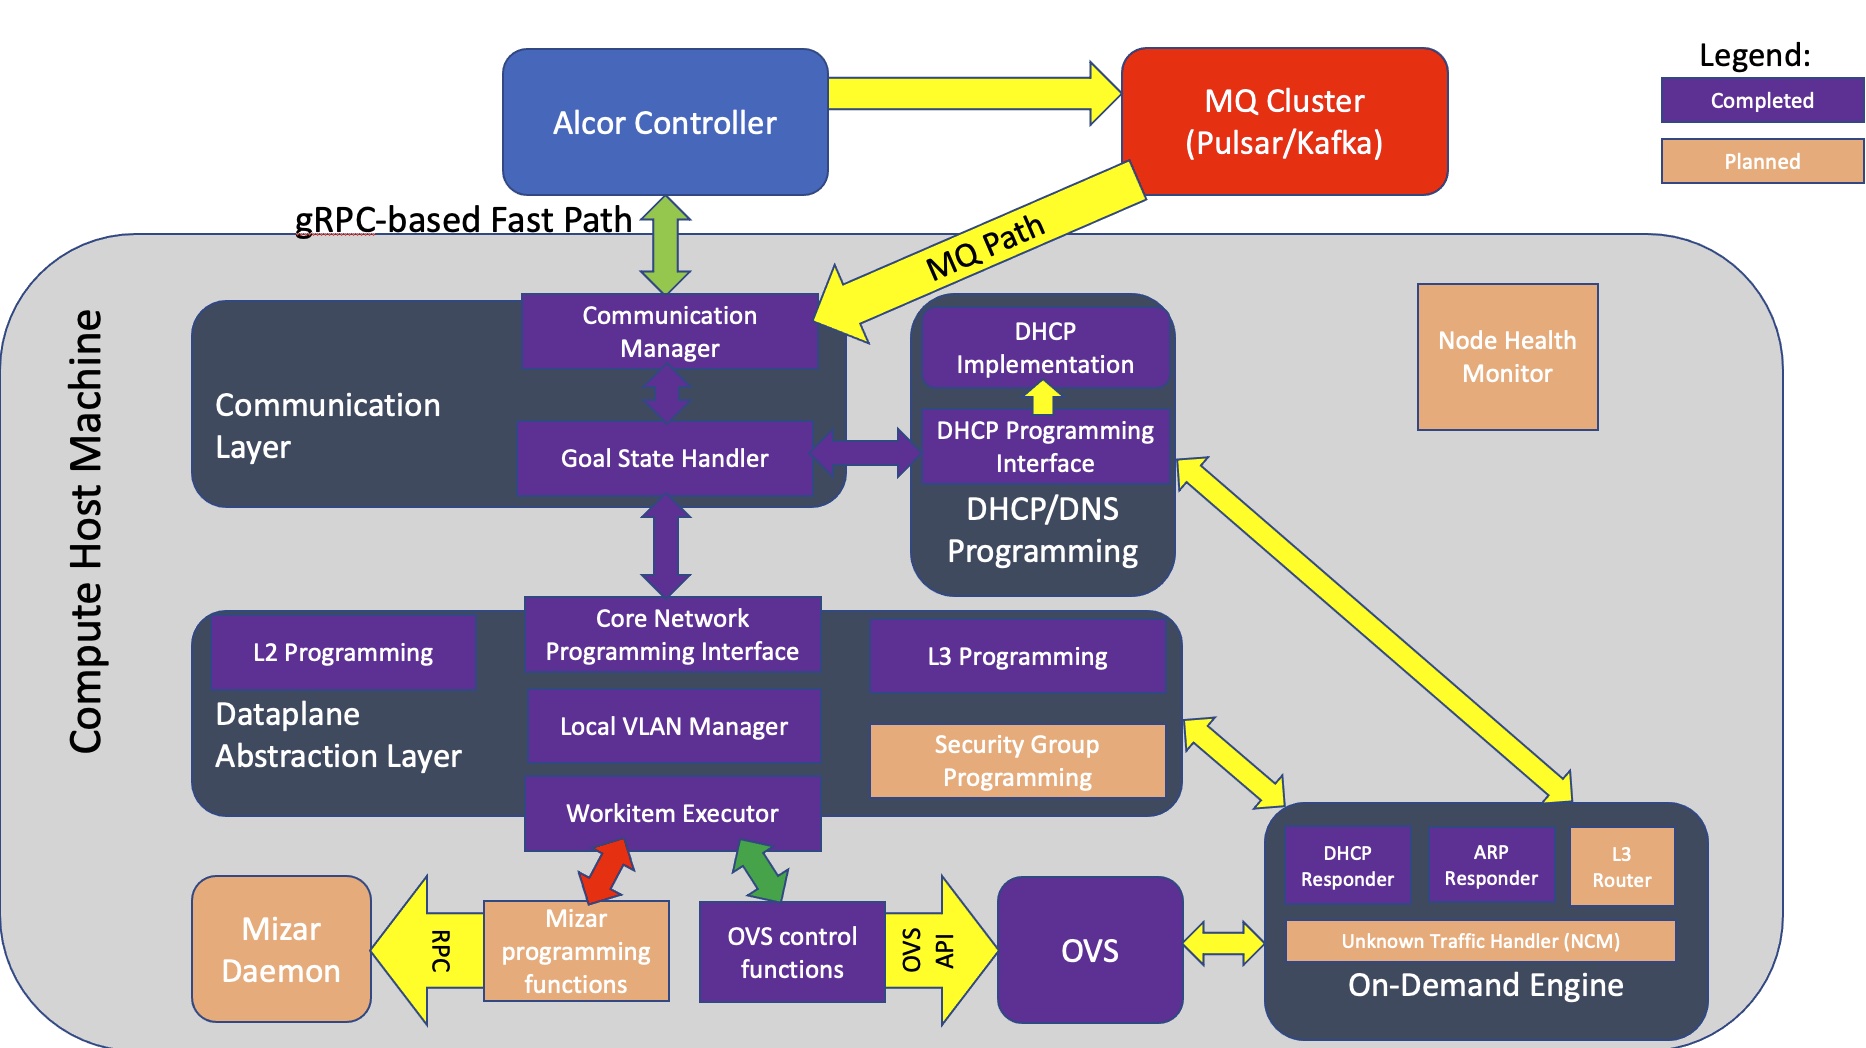 Legend:
Completed
Planned
Alcor Controller
MQ Cluster
(Pulsar/Kafka)
gRPC-based Fast Path
MQ Path
Compute Host Machine
Communication
Manager
Communication
Layer
Goal State Handler
DHCP
Implementation
DHCP Programming
Interface
DHCP/DNS
Programming
Node Health
Monitor
L2 Programming
Core Network
Programming Interface
L3 Programming
Dataplane
Abstraction Layer
Local VLAN Manager
Security Group
Programming
Workitem Executor
Mizar
Daemon
RPC
Mizar
programming
functions
OVS control
functions
OVS
API
OVS
DHCP
Responder
ARP
Responder
L3
Router
Unknown Traffic Handler (NCM)
On-Demand Engine